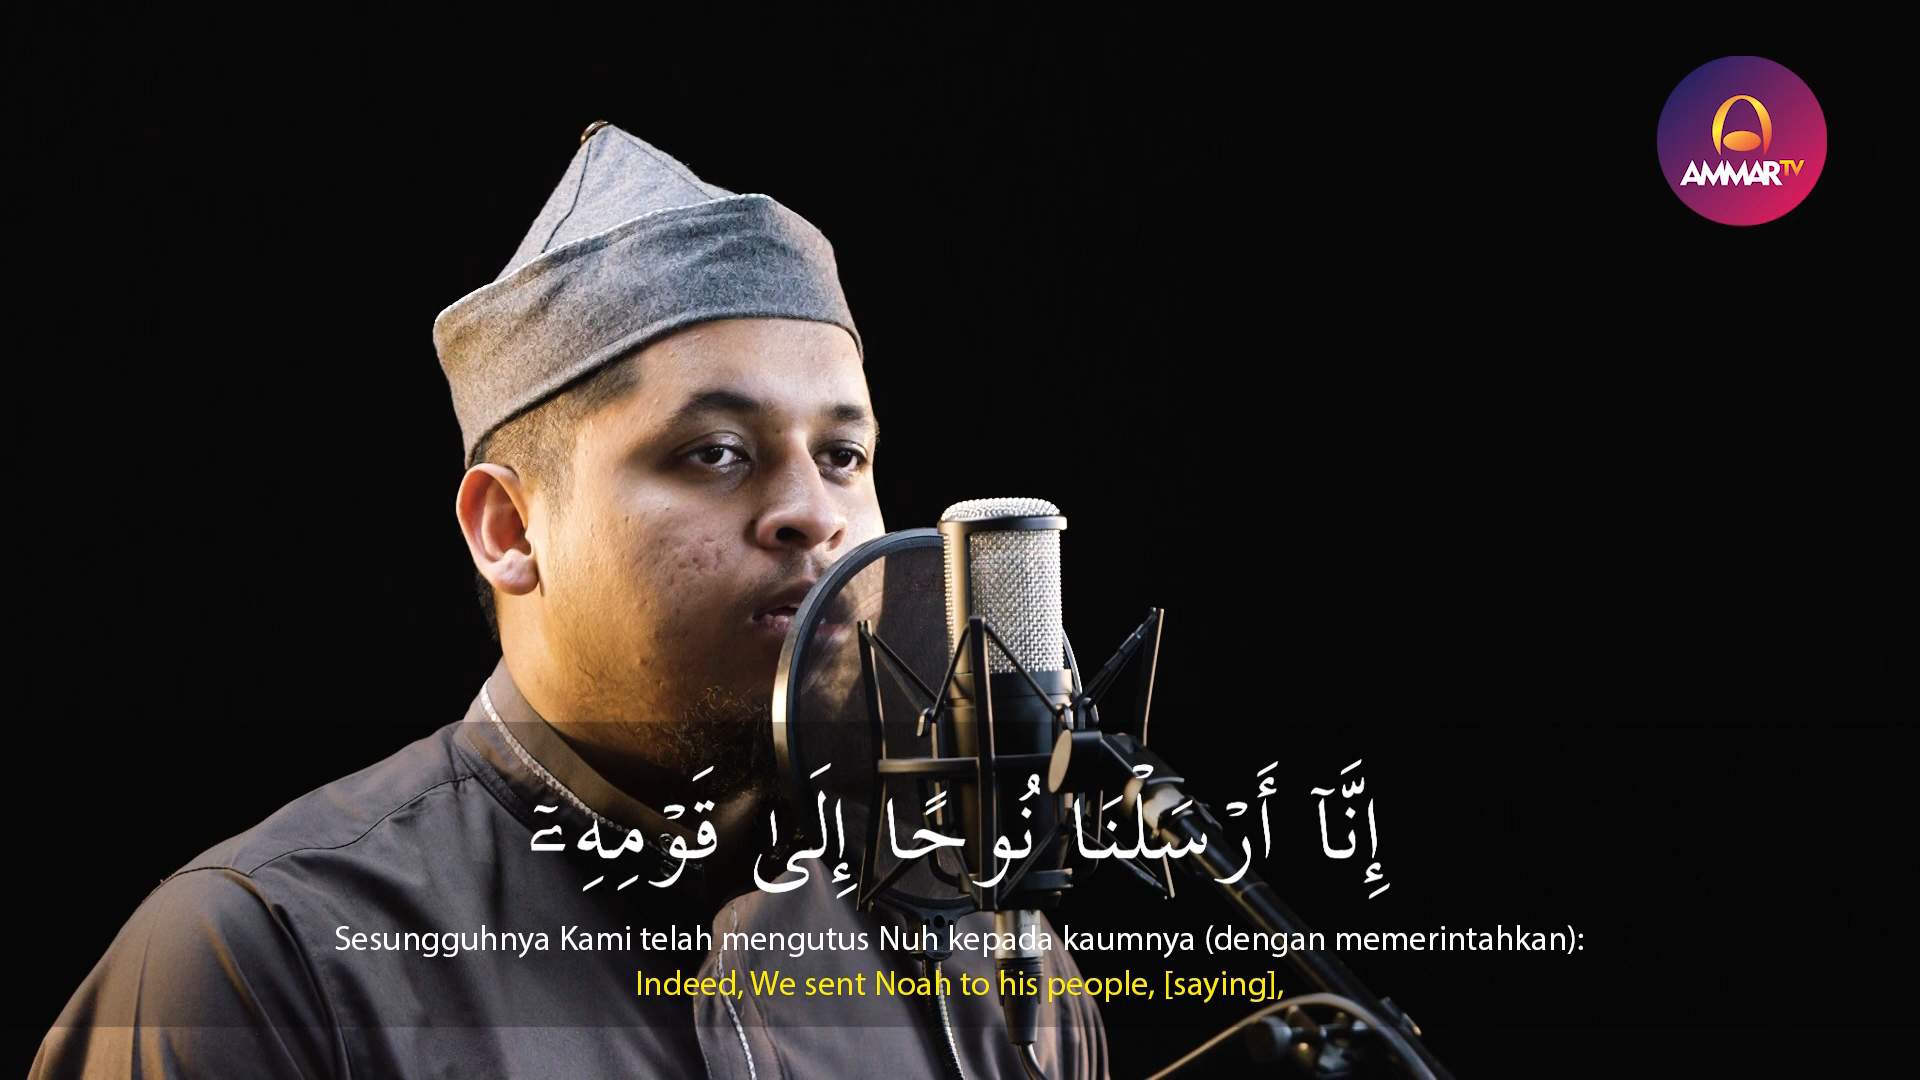 AMMARTV
إِنَّآ أَرْسَلْنَا نُوحًا إِلَىٰ قَوْمِهِۦٓ
Sesungguhnya Kami telah mengutus Nuh kepada kaumnya (dengan memerintahkan):
Indeed, We sent Noah to his people, [saying],